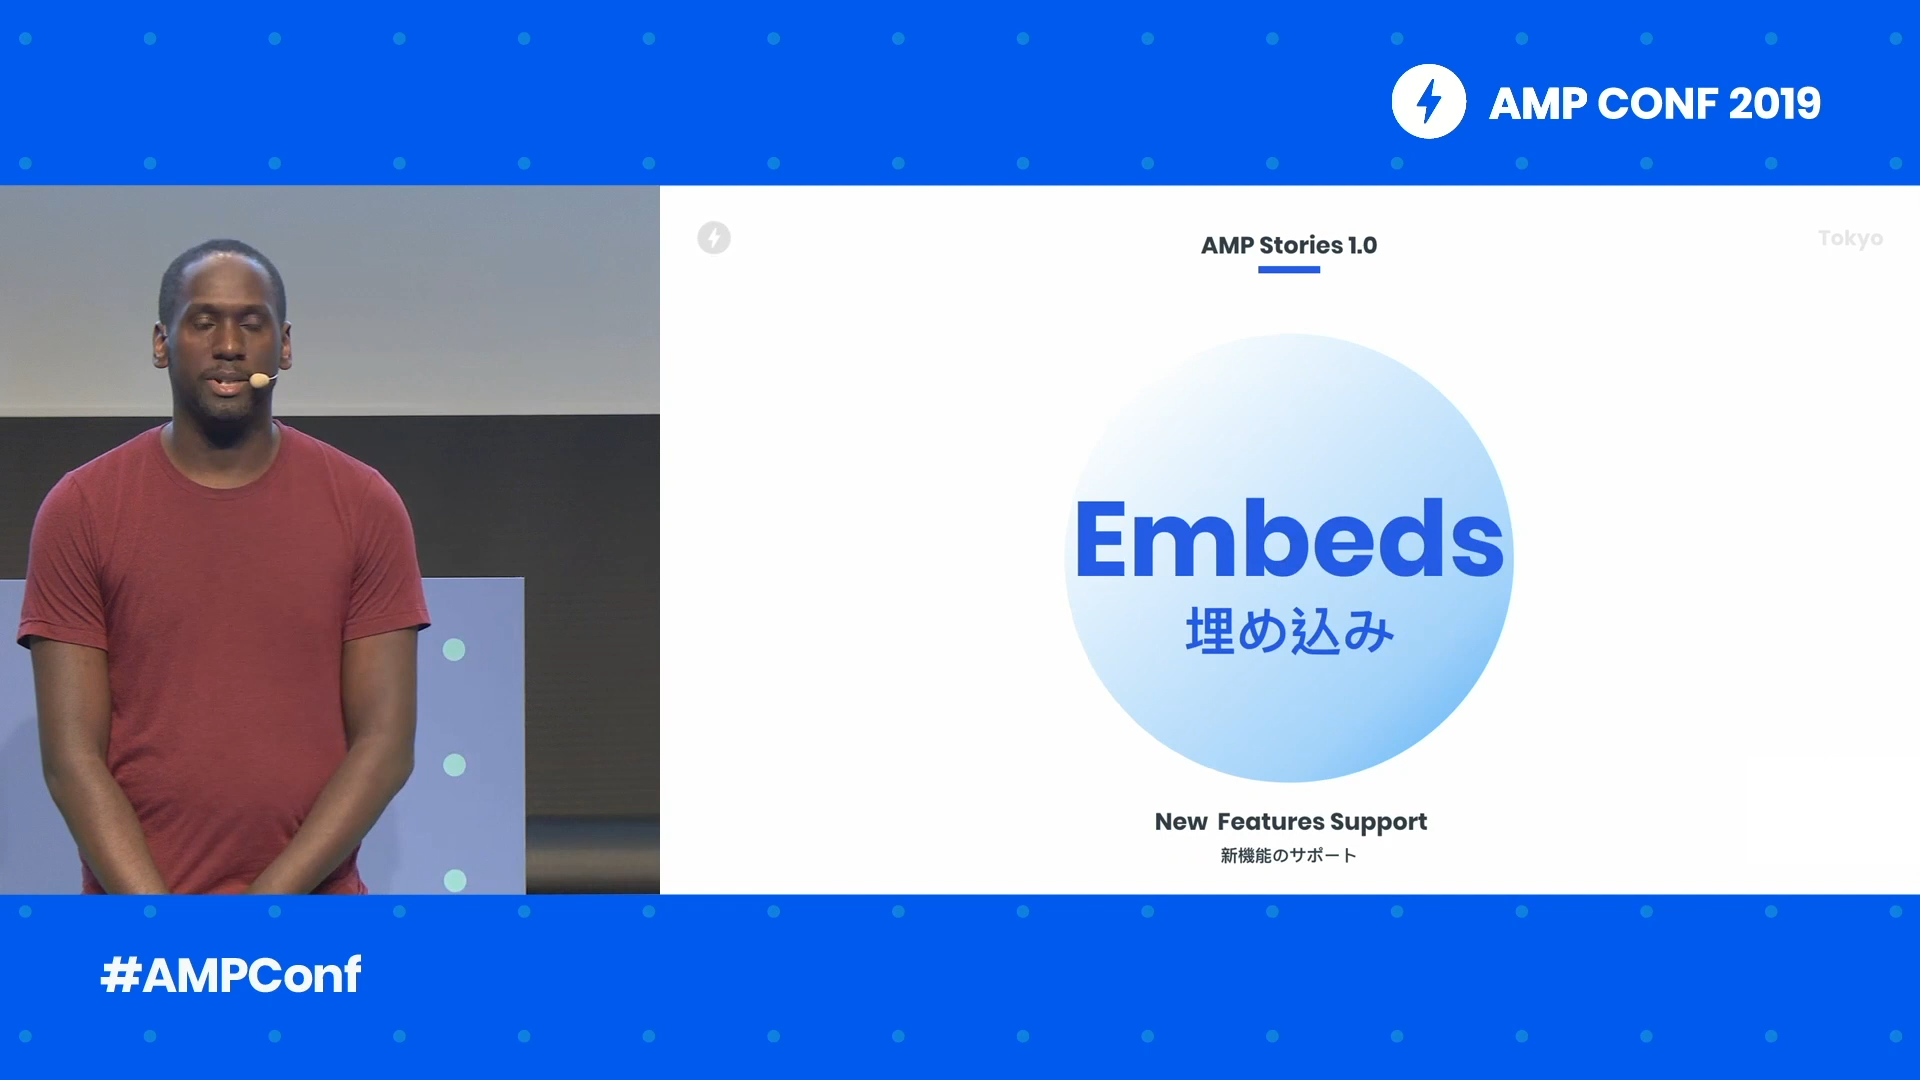 AMP CONF 2019
AMP Stories 1.0
Tokyo
Embeds
埋め込み
New Features Support
新機能のサポート
#AMPConf